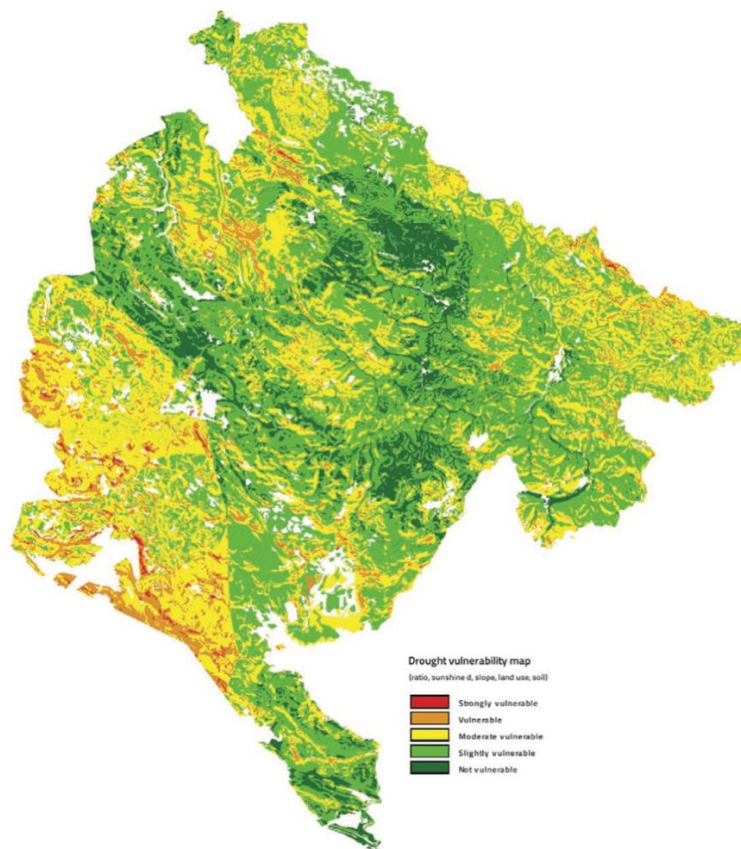 Drought vulnerability map
(ratio, sunshine d, slope, land use, soil)
Strongly vulnerable
Vulnerable
Moderate vulnerable
Slightly vulnerable
Not vulnerable